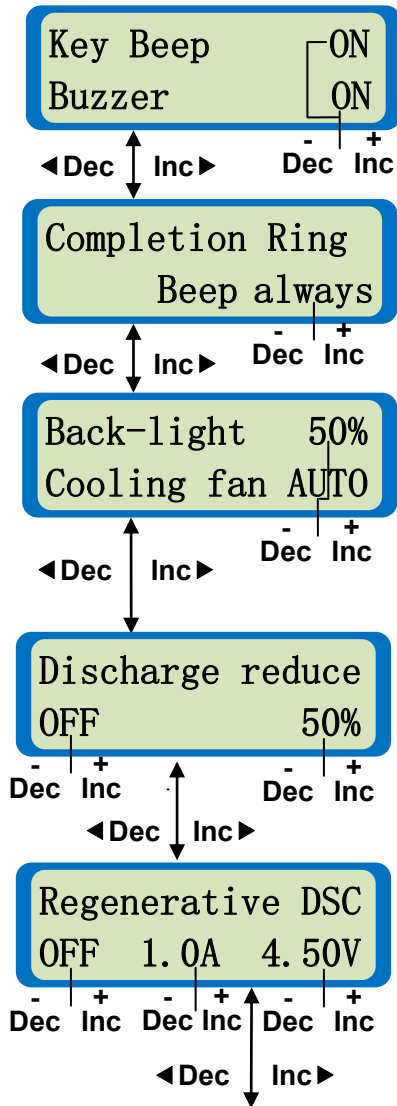 Key Beep ON
Buzzer ON
- +
Dec Inc
◄Dec Inc►
Completion Ring
Beep always
- +
Dec Inc
◄Dec Inc►
Back-light 50%
Cooling fan AUTO
- +
Dec Inc
◄Dec Inc►
Discharge reduce
OFF 50%
- + - +
Dec Inc Dec Inc
◄Dec Inc►
Regenerative DSC
OFF 1.0A 4.50V
- + - + - +
Dec Inc Dec Inc Dec Inc
◄Dec Inc►